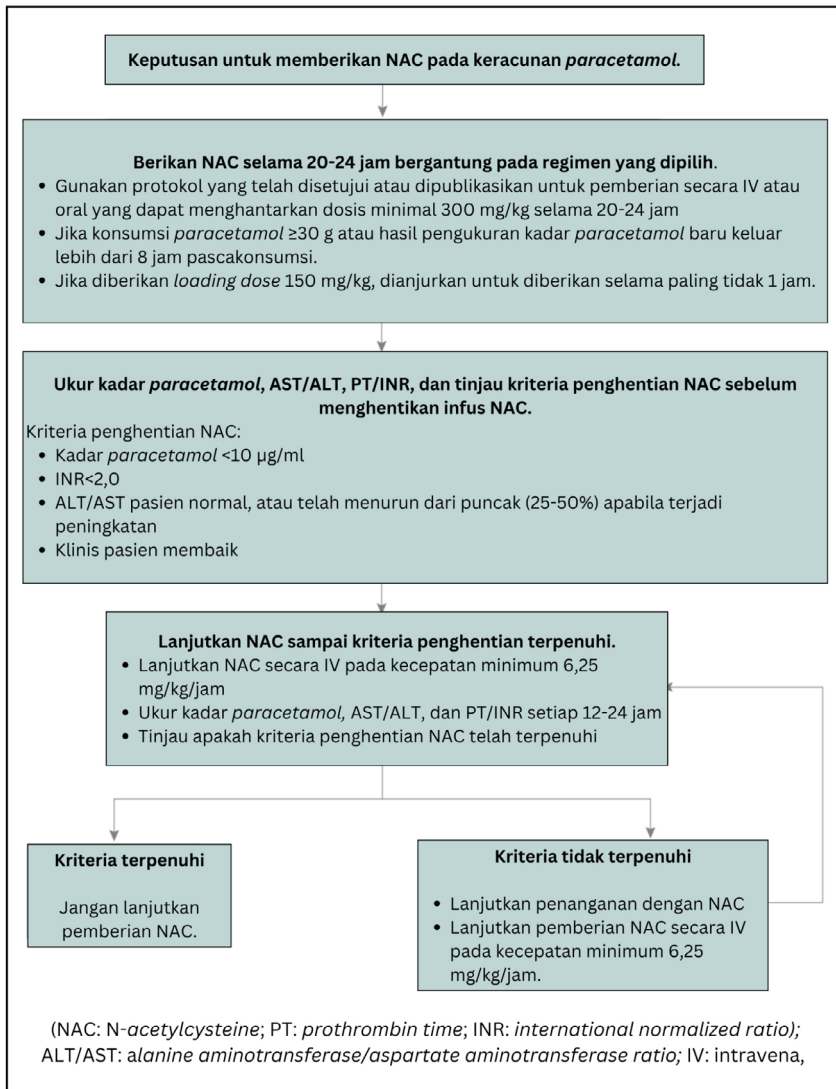 Keputusan untuk memberikan NAC pada keracunan paracetamol.
Berikan NAC selama 20-24 jam bergantung pada regimen yang dipilih.
• Gunakan protokol yang telah disetujui atau dipublikasikan untuk pemberian secara IV atau
oral yang dapat menghantarkan dosis minimal 300 mg/kg selama 20-24 jam
• Jika konsumsi paracetamol ≥30 g atau hasil pengukuran kadar paracetamol baru keluar
lebih dari 8 jam pascakonsumsi.
• Jika diberikan loading dose 150 mg/kg, dianjurkan untuk diberikan selama paling tidak 1 jam.
Ukur kadar paracetamol, AST/ALT, PT/INR, dan tinjau kriteria penghentian NAC sebelum
menghentikan infus NAC.
Kriteria penghentian NAC:
• Kadar paracetamol <10 µg/ml
• INR<2,0
• ALT/AST pasien normal, atau telah menurun dari puncak (25-50%) apabila terjadi
peningkatan
• Klinis pasien membaik
Lanjutkan NAC sampai kriteria penghentian terpenuhi.
• Lanjutkan NAC secara IV pada kecepatan minimum 6,25
mg/kg/jam
• Ukur kadar paracetamol, AST/ALT, dan PT/INR setiap 12-24 jam
• Tinjau apakah kriteria penghentian NAC telah terpenuhi
Kriteria terpenuhi
Jangan lanjutkan
pemberian NAC.
Kriteria tidak terpenuhi
• Lanjutkan penanganan dengan NAC
• Lanjutkan pemberian NAC secara IV
pada kecepatan minimum 6,25
mg/kg/jam.
(NAC: N-acetylcysteine; PT: prothrombin time; INR: international normalized ratio);
ALT/AST: alanine aminotransferase/aspartate aminotransferase ratio; IV: intravena,